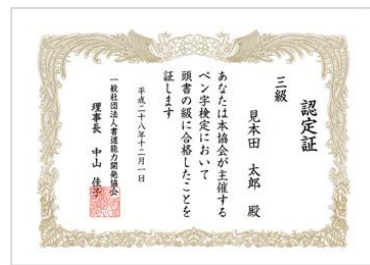 認定証
三級
見本田 太郎 殿
あなたは本協会が主催する
ペン字検定において
頭書の級に合格したことを
証します
平成二十八年十二月一日
一般社団法人書道能力開発協会
理事長 中山 佳子